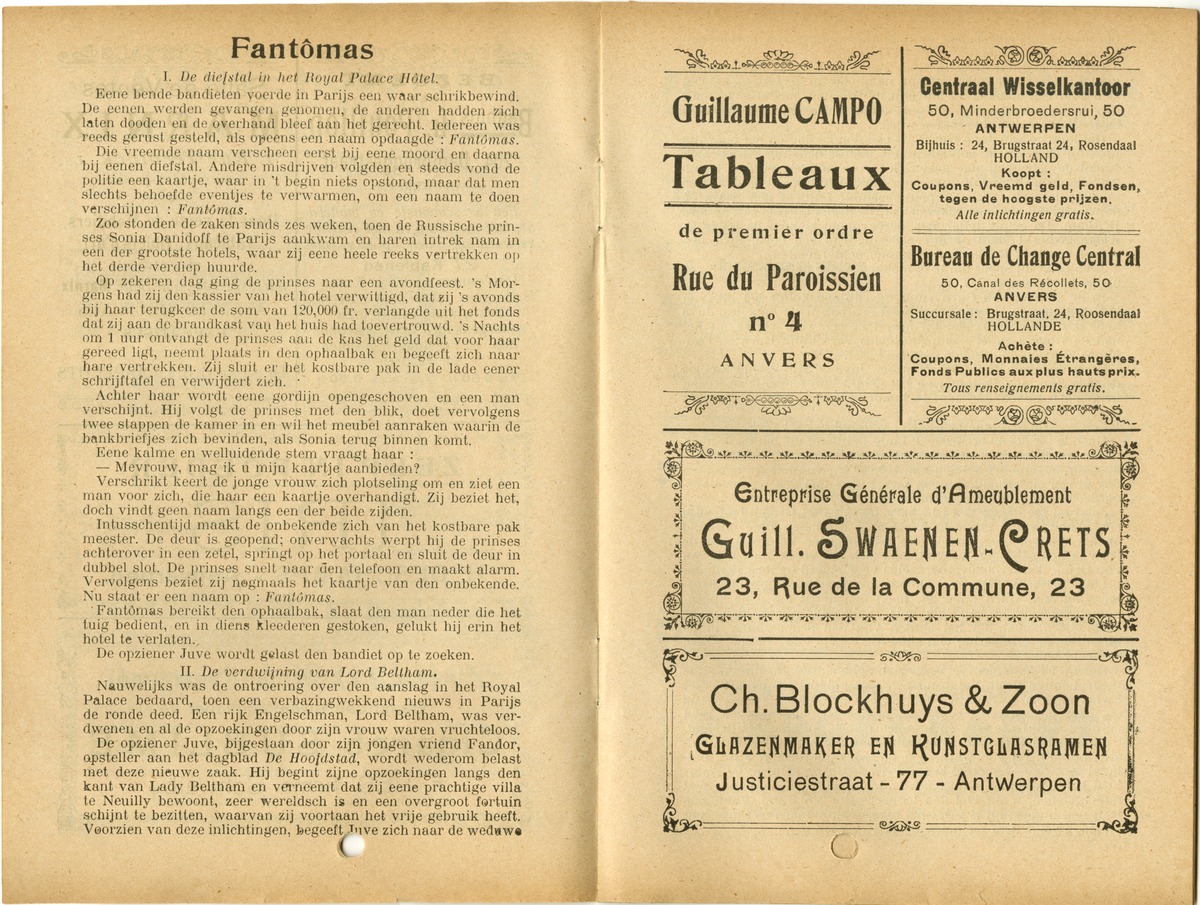 Fantômas
I. De diefstal in het Royal Palace Hôtel.
Eene bende bandieten voerde in Parijs een waar schrikbewind.
De eenen werden gevangen genomen, de anderen hadden zich
laten dooden en de overhand bleef aan het gerecht. Iedereen was
reeds gerust gesteld, als opeens een naam opdaagde : Fantômas.
Die vreemde naam verscheen eerst bij eene moord en daarna
bij eenen diefstal. Andere misdrijven volgden en steeds vond de
politie een kaartje, waar in 't begin niets opstond, maar dat men
slechts behoefde eventjes te verwarmen, om een naam te doen
verschijnen : Fantômas.
Zoo stonden de zaken sinds zes weken, toen de Russische prin-
ses Sonia Danidoff te Parijs aankwam en haren intrek nam in
een der grootste hotels, waar zij eene heele reeks vertrekken op
het derde verdiep huurde.
Op zekeren dag ging de prinses naar een avondfeest. 's Mor-
gens had zij den kassier van het hotel verwittigd, dat zij 's avonds
bij haar terugkeer de som van 120,000 fr. verlangde uit het fonds
dat zij aan de brandkast van het huis had toevertrouwd. 's Nachts
om 1 uur ontvangt de prinses aan de kas het geld dat voor haar
gereed ligt, neemt plaats in den ophaalbak en begeeft zich naar
hare vertrekken. Zij sluit er het kostbare pak in de lade eener
schrijftafel en verwijdert zich.
Achter haar wordt eene gordijn opengeschoven en een man
verschijnt. Hij volgt de prinses met den blik, doet vervolgens
twee stappen de kamer in en wil het meubel aanraken waarin de
bankbriefjes zich bevinden, als Sonia terug binnen komt.
Eene kalme en welluidende stem vraagt haar :
— Mevrouw, mag ik u mijn kaartje aanbieden?
Verschrikt keert de jonge vrouw zich plotseling om en ziet een
man voor zich, die haar een kaartje overhandigt. Zij beziet het,
doch vindt geen naam langs een der beide zijden.
Intusschentijd maakt de onbekende zich van het kostbare pak
meester. De deur is geopend; onverwachts werpt hij de prinses
achterover in een zetel, springt op het portaal en sluit de deur in
dubbel slot. De prinses snelt naar den telefoon en maakt alarm.
Vervolgens beziet zij nogmaals het kaartje van den onbekende.
Nu staat er een naam op : Fantômas.
Fantômas bereikt den ophaalbak, slaat den man neder die het
tuig bedient, en in diens kleederen gestoken, gelukt hij erin het
hotel te verlaten.
De opziener Juve wordt gelast den bandiet op te zoeken.
II. De verdwijning van Lord Beltham.
Nauwelijks was de ontroering over den aanslag in het Royal
Palace bedaard, toen een verbazingwekkend nieuws in Parijs
de ronde deed. Een rijk Engelschman, Lord Beltham, was ver-
dwenen en al de opzoekingen door zijn vrouw waren vruchteloos.
De opziener Juve, bijgestaan door zijn jongen vriend Fandor,
opsteller aan het dagblad De Hoofdstad, wordt wederom belast
met deze nieuwe zaak. Hij begint zijne opzoekingen langs den
kant van Lady Beltham en verneemt dat zij eene prachtige villa
te Neuilly bewoont, zeer wereldsch is en een overgroot fortuin
schijnt te bezitten, waarvan zij voortaan het vrije gebruik heeft.
Voorzien van deze inlichtingen, begeeft Juve zich naar de weduwe
Guillaume CAMPO
Tableaux
de premier ordre
Rue du Paroissien
n° 4
ANVERS
Centraal Wisselkantoor
50, Minderbroedersrui, 50
ANTWERPEN
Bijhuis : 24, Brugstraat 24, Rosendaal
HOLLAND
Koopt :
Coupons, Vreemd geld, Fondsen,
tegen de hoogste prijzen.
Alle inlichtingen gratis.
Bureau de Change Central
50, Canal des Récollets, 50
ANVERS
Succursale : Brugstraat, 24, Roosendaal
HOLLANDE
Achète :
Coupons, Monnaies Étrangères,
Fonds Publics aux plus hauts prix.
Tous renseignements gratis.
Entreprise Générale d'Ameublement
Guill. SWAENEN-CRETS
23, Rue de la Commune, 23
Ch. Blockhuys & Zoon
GLAZENMAKER EN KUNSTGLASRAMEN
Justiciestraat - 77 - Antwerpen